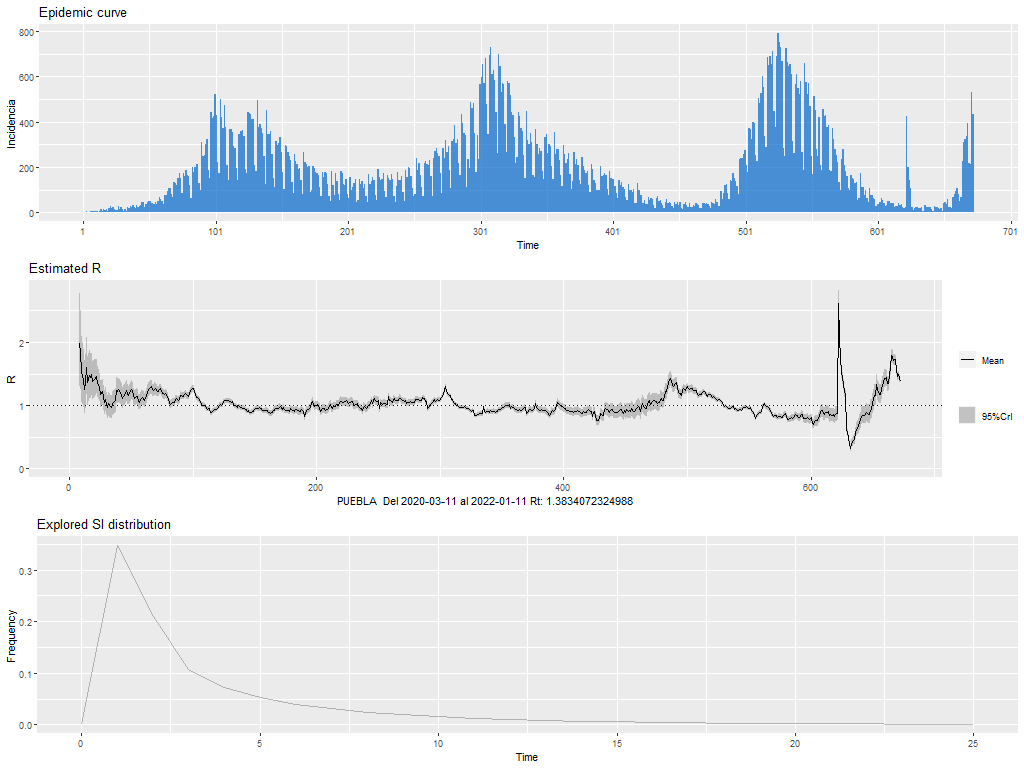 Epidemic curve
800
600
400
200
0
Incidencia
1
101
201
301
401
501
601
701
Time
Estimated R
2
1
0
R
0
200
400
600
Mean
95%CrI
PUEBLA Del 2020-03-11 al 2022-01-11 Rt: 1.3834072324988
Explored SI distribution
0.3
0.2
0.1
0.0
Frequency
0
5
10
15
20
25
Time